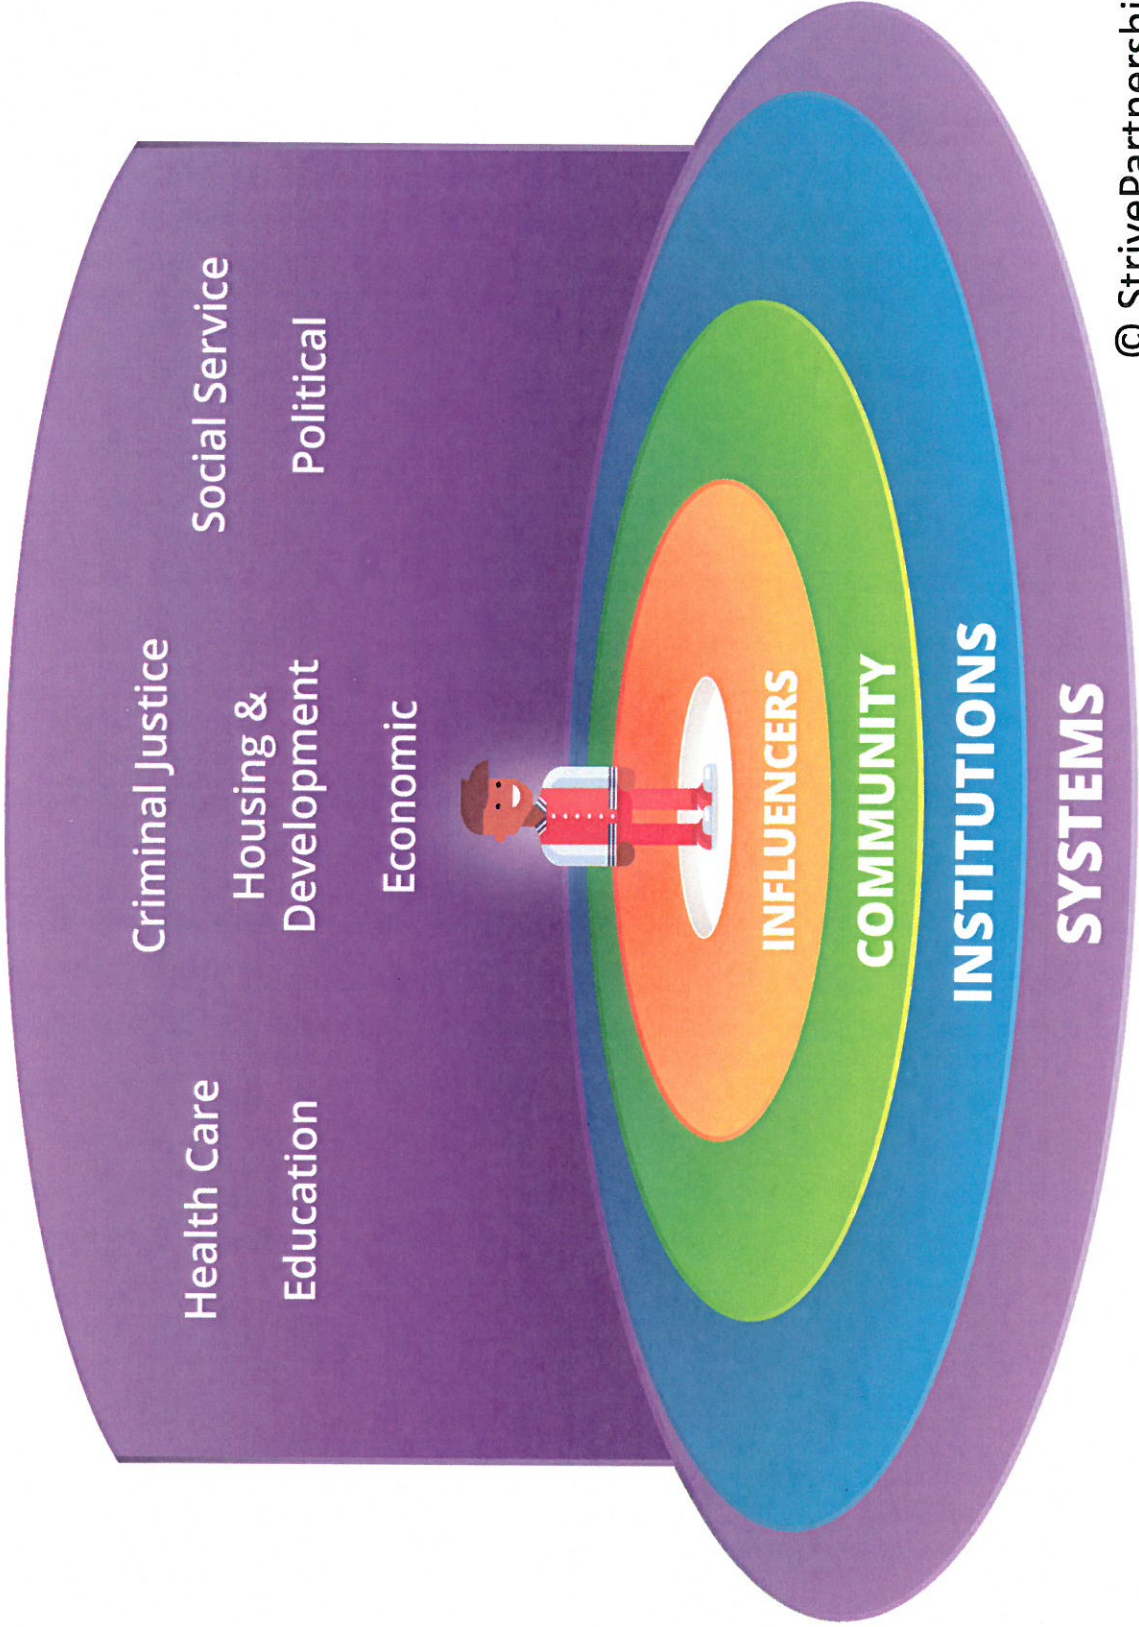 Criminal Justice
Health Care
Social Service
Housing &
Development
Education
Political
Economic
INFLUENCERS
COMMUNITY
INSTITUTIONS
SYSTEMS